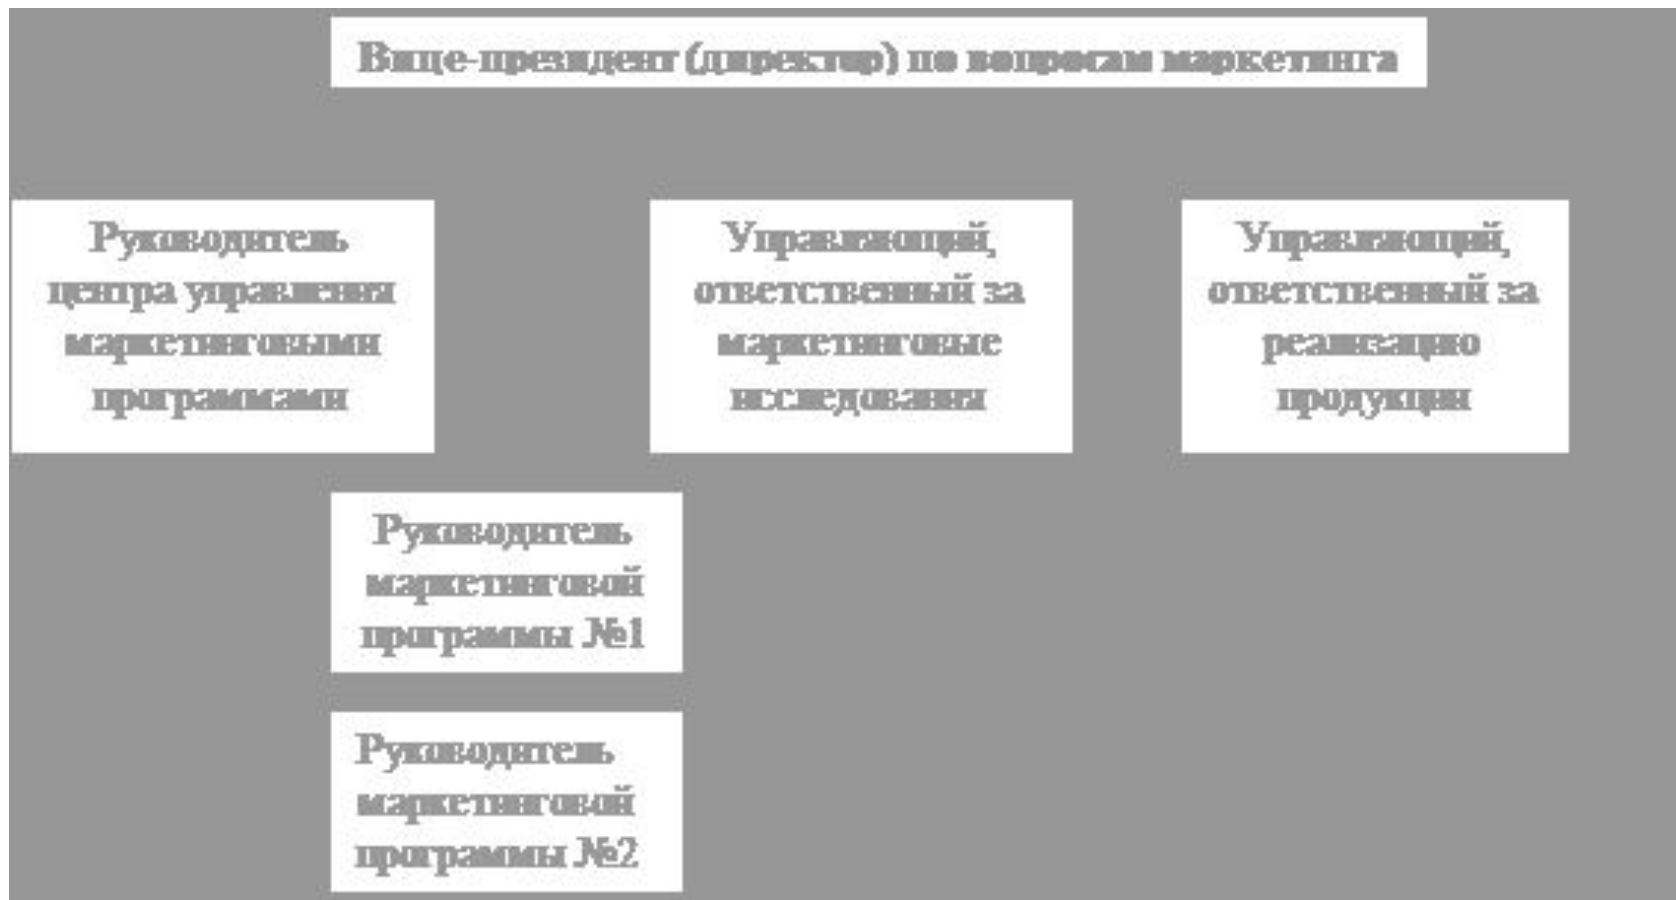 Вице-президент (директор) по вопросам маркетинга
Руководитель
центра управления
маркетинговыми
программами
Управляющий,
ответственный за
маркетинговые
исследования
Управляющий,
ответственный за
реализацию
продукции
Руководитель
маркетинговой
программы №1
Руководитель
маркетинговой
программы №2